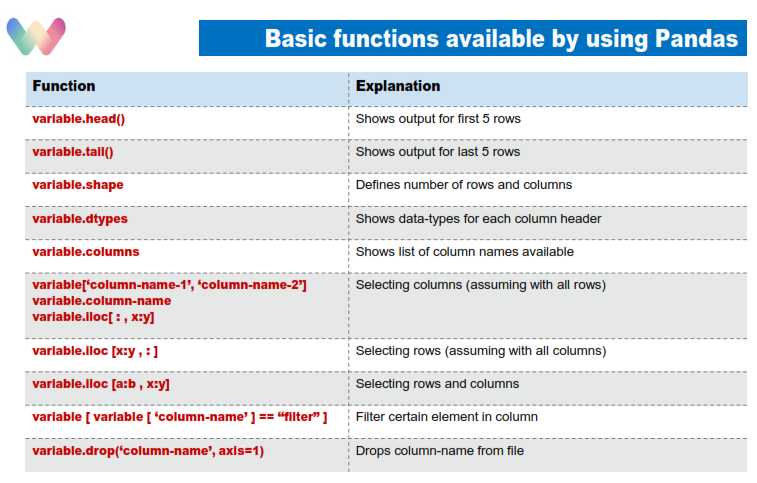 Basic functions available by using Pandas
Function Explanation
variable.head() Shows output for first 5 rows
variable.tail() Shows output for last 5 rows
variable.shape Defines number of rows and columns
variable.dtypes Shows data-types for each column header
variable.columns Shows list of column names available
variable[‘column-name-1’, ‘column-name-2’] Selecting columns (assuming with all rows)
variable.column-name
variable.iloc[ : , x:y]
variable.iloc [x:y , : ] Selecting rows (assuming with all columns)
variable.iloc [a:b , x:y] Selecting rows and columns
variable [ variable [ ‘column-name’ ] == “filter” ] Filter certain element in column
variable.drop(‘column-name’, axis=1) Drops column-name from file